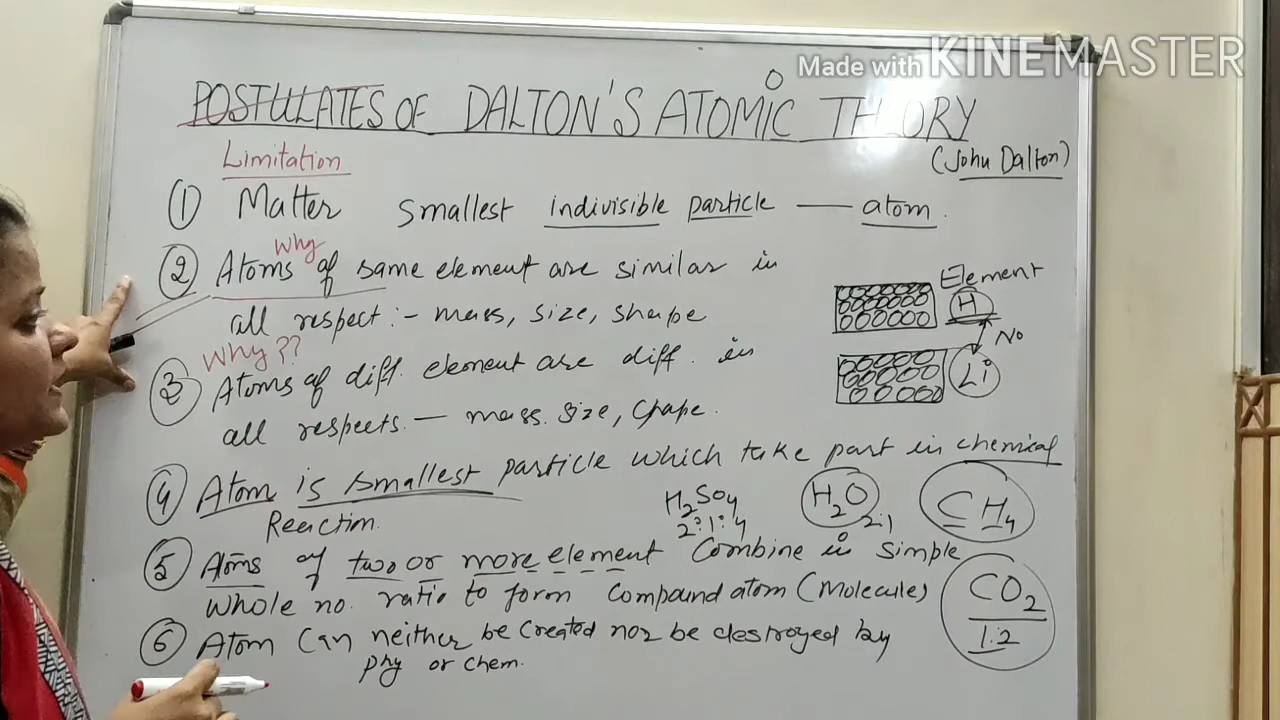 Made with KINEMASTER
POSTULATES OF DALTON'S ATOMIC THEORY
(John Dalton)
Limitation
① Matter smallest indivisible particle — atom.
Why
② Atoms of same element are similar in
all respect :- mass, size, shape
Element
H
No
Li
Why ??
③ Atoms of diff. element are diff. in
all respects — mass. size, shape.
④ Atom is smallest particle which take part in chemical
Reaction.
H₂SO₄
2:1:4
H₂O
2:1
CH₄
⑤ Atoms of two or more element Combine in simple
whole no. ratio to form compound atom (Molecule)
CO₂
1:2
⑥ Atom Can neither be Created nor be destroyed by
phy or chem.